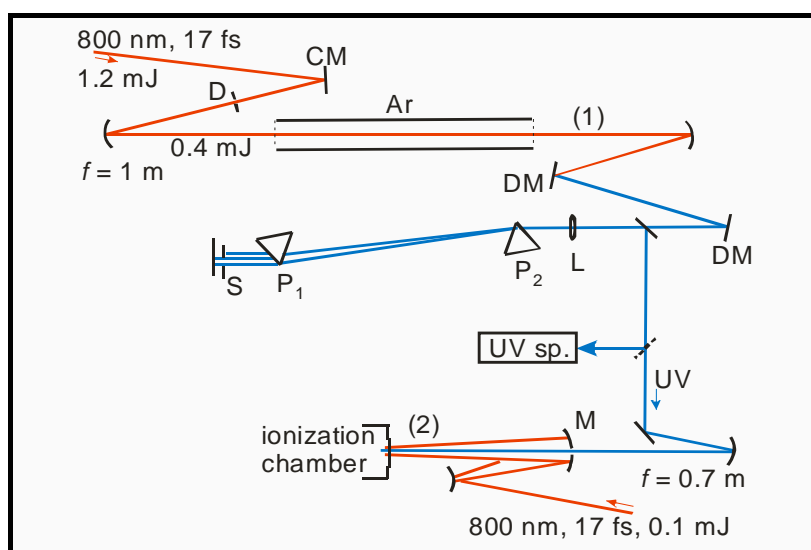 800 nm, 17 fs
CM
1.2 mJ
D
Ar
(1)
0.4 mJ
f = 1 m
DM
S
P1
P2
L
DM
UV sp.
UV
ionization
chamber
(2)
M
f = 0.7 m
800 nm, 17 fs, 0.1 mJ